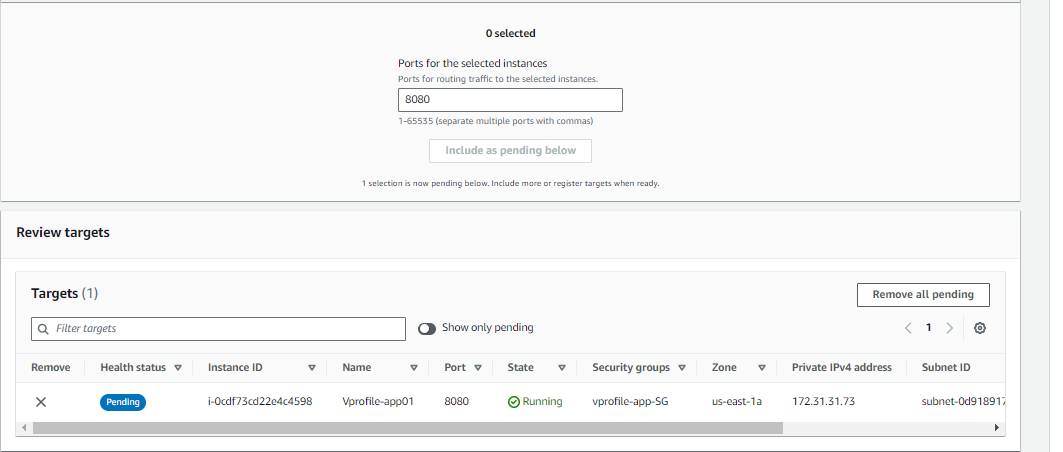 0 selected
Ports for the selected instances
Ports for routing traffic to the selected instances.
8080
1-65535 (separate multiple ports with commas)
Include as pending below
1 selection is now pending below. Include more or register targets when ready.
Review targets
Targets (1)
Remove all pending
Filter targets
Show only pending
1
Remove Health status Instance ID Name Port State Security groups Zone Private IPv4 address Subnet ID
Pending i-0cdf73cd22e4c4598 Vprofile-app01 8080 Running vprofile-app-SG us-east-1a 172.31.31.73 subnet-0d918917